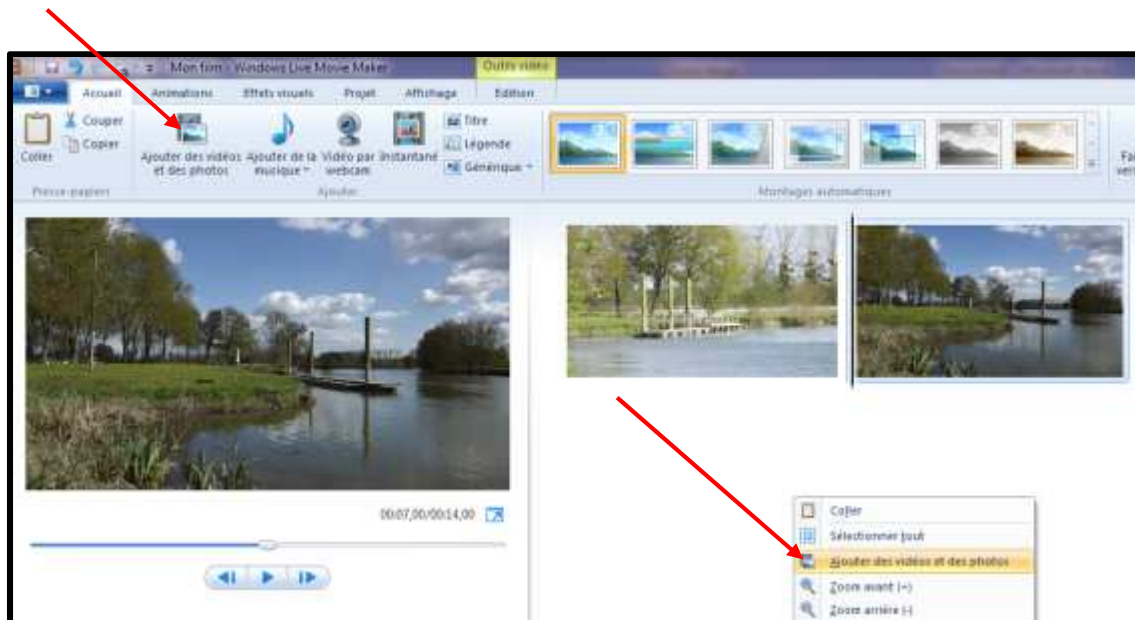 Mon film - Windows Live Movie Maker
Outils vidéo
Accueil Animations Effets visuels Projet Affichage Edition
Coller
Couper
Copier
Presse-papiers
Ajouter des vidéos et des photos
Ajouter de la musique
Vidéo par webcam
Instantané
Titre
Légende
Générique
Ajouter
Montages automatiques
00:07,00/00:14,00
Coller
Sélectionner tout
Ajouter des vidéos et des photos
Zoom avant (+)
Zoom arrière (-)